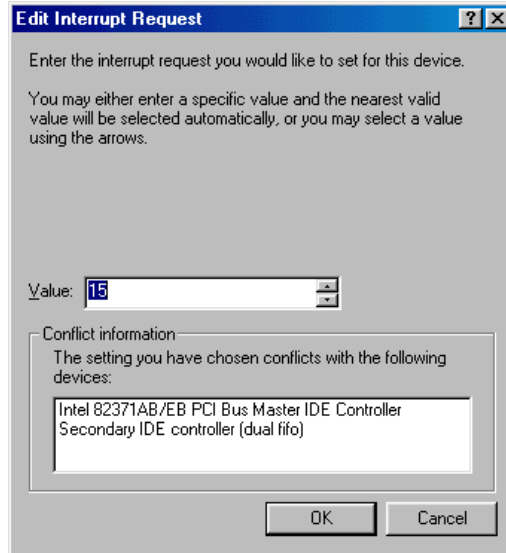 Edit Interrupt Request
Enter the interrupt request you would like to set for this device.
You may either enter a specific value and the nearest valid
value will be selected automatically, or you may select a value
using the arrows.
Value: 15
Conflict information
The setting you have chosen conflicts with the following
devices:
Intel 82371AB/EB PCI Bus Master IDE Controller
Secondary IDE controller (dual fifo)
OK Cancel